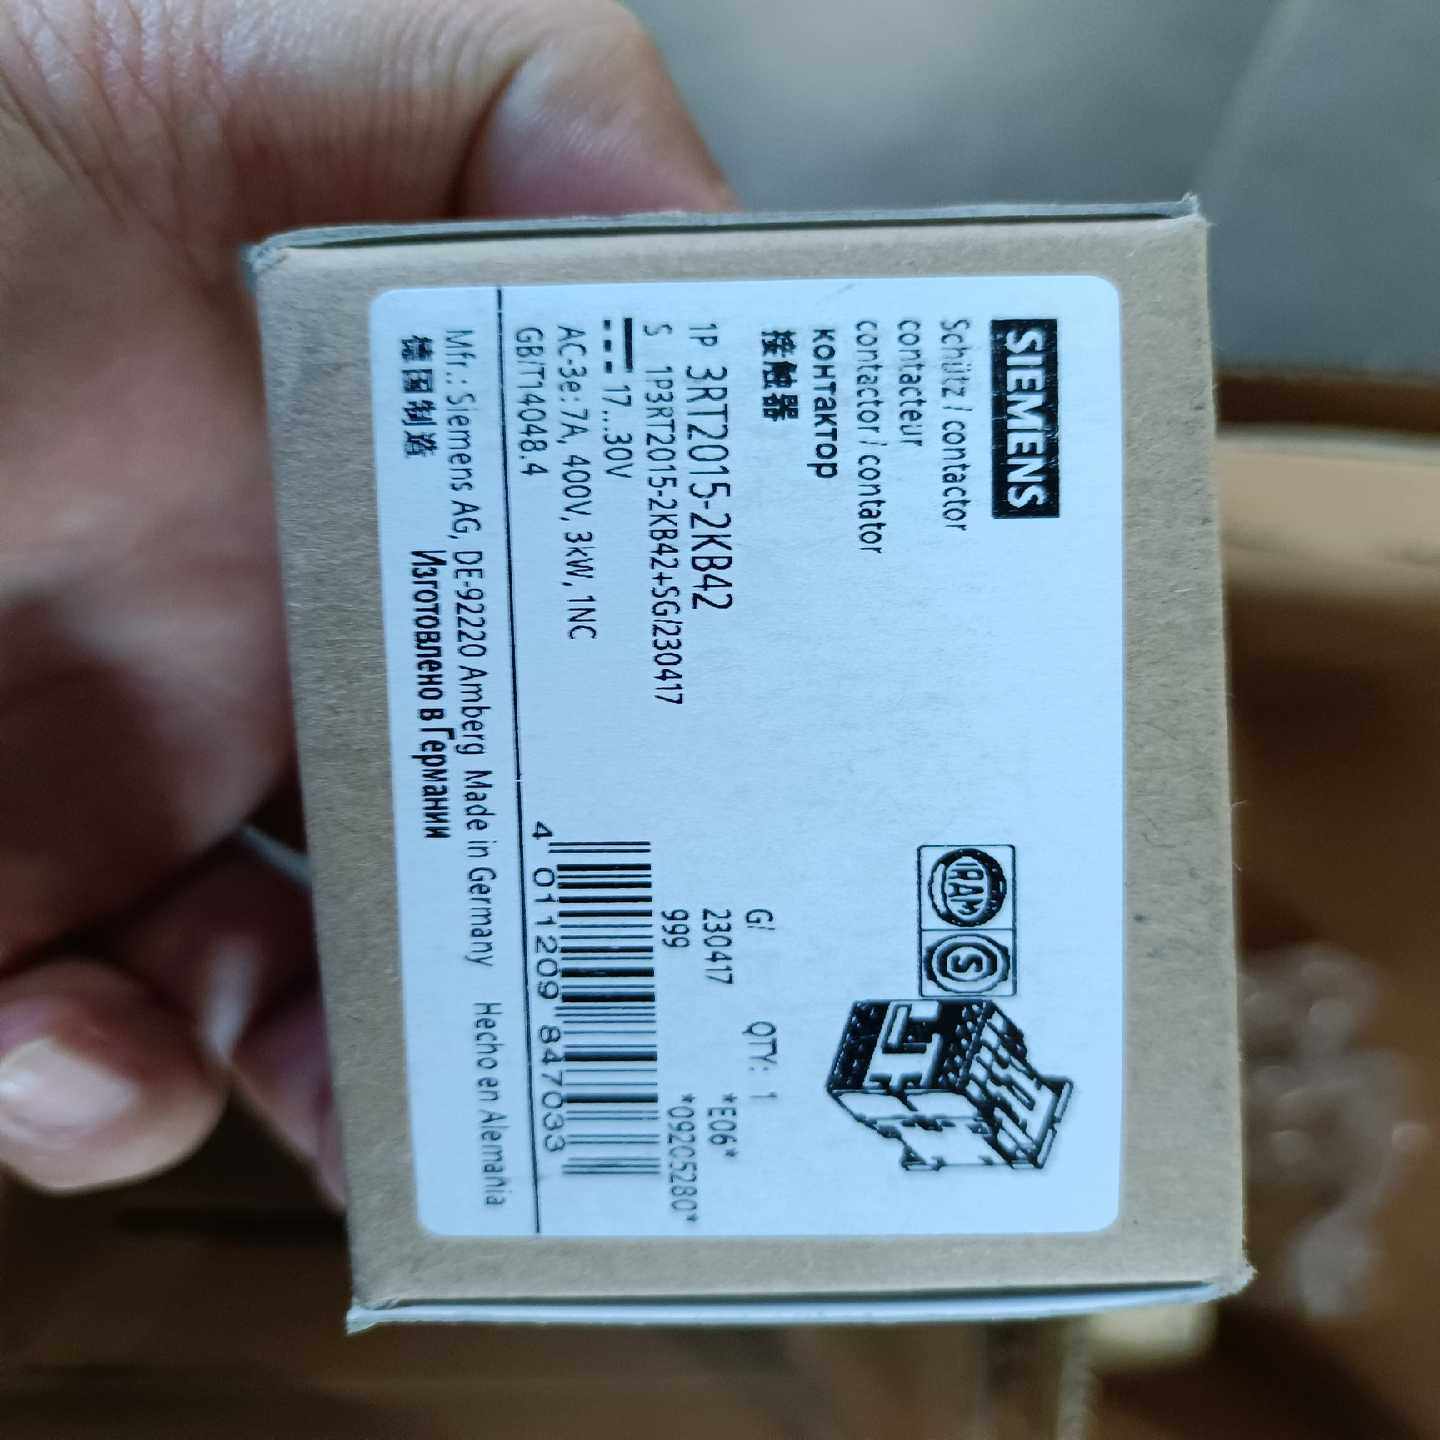 SIEMENS
Schütz / contactor
contacteur
contactor / contator
контактор
接触器
1P 3RT2015-2KB42
S 1P3RT2015-2KB42+SG/230417
17...30V
AC-3e: 7A, 400V, 3kW, 1NC
GB/T14048.4
IRAM
S
G/ QTY: 1
230417 *E06*
999 *09205280*
4 011209 847033
Mfr.: Siemens AG, DE-92220 Amberg Made in Germany Hecho en Alemania
德国制造 Изготовлено в Германии